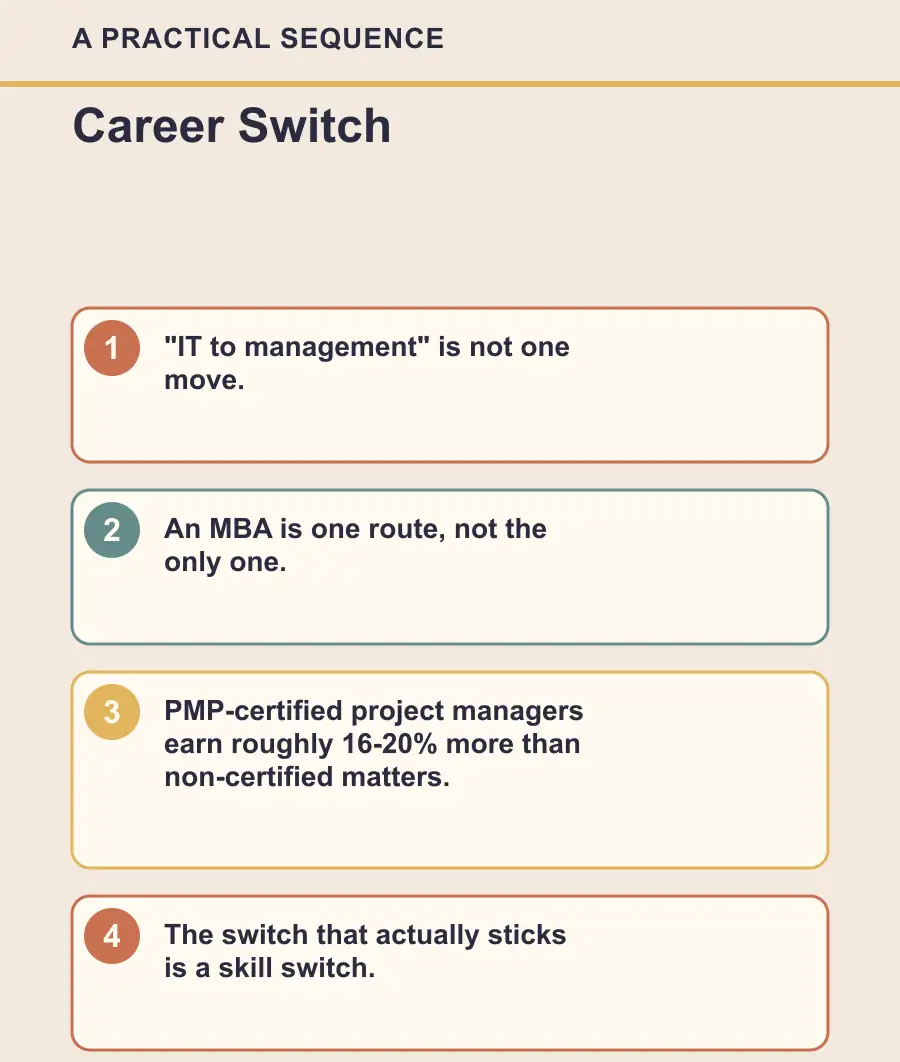 A PRACTICAL SEQUENCE
Career Switch
1
"IT to management" is not one
move.
2
An MBA is one route, not the
only one.
3
PMP-certified project managers
earn roughly 16-20% more than
non-certified matters.
4
The switch that actually sticks
is a skill switch.